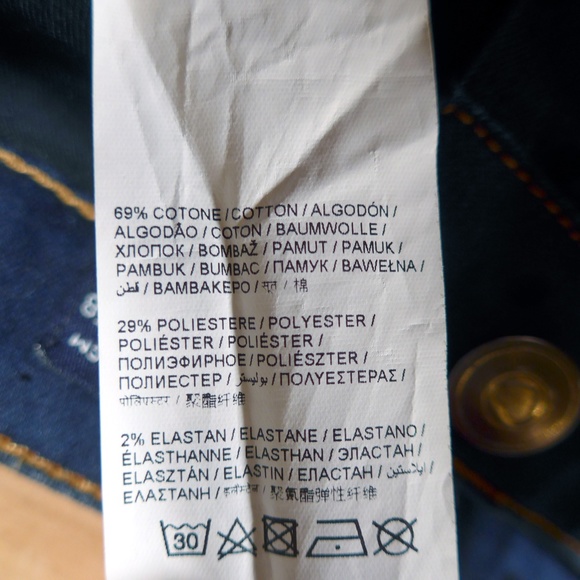 69% COTONE / COTTON / ALGODÓN /
ALGODÃO / COTON / BAUMWOLLE /
ХЛОПОК / BOMBAŽ / PAMUT / PAMUK /
PAMBUK / BUMBAC / ПАМУК / BAWEŁNA /
قطن / ΒΑΜΒΑΚΕΡΟ / सूत / 棉
29% POLIESTERE / POLYESTER /
POLIÉSTER / POLIÉSTER /
ПОЛИЭФИРНОЕ / POLIÉSZTER /
ПОЛИЕСТЕР / بوليستر / ΠΟΛΥΕΣΤΕΡΑΣ /
पोलिएस्टर / 聚酯纤维
2% ELASTAN / ELASTANE / ELASTANO /
ÉLASTHANNE / ELASTHAN / ЭЛАСТАН /
ELASZTÁN / ELASTIN / ЕЛАСТАН / ايلاستين /
ΕΛΑΣΤΑΝΗ / 聚氨酯弹性纤维
30
CM